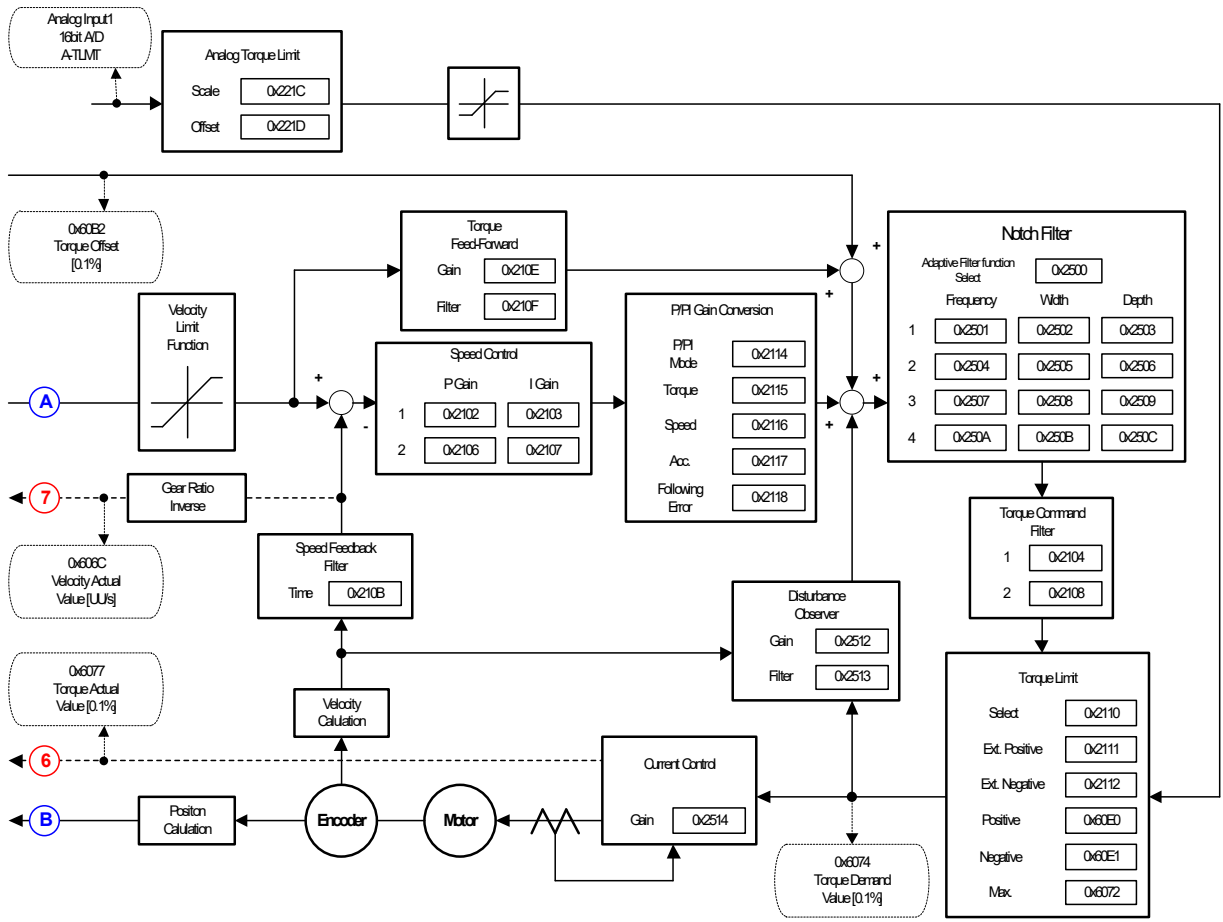 Analog Input1
16bit A/D
A-TLMT
Analog Torque Limit
Scale 0x221C
Offset 0x221D
0x60B2
Torque Offset
[0.1%]
Torque
Feed-Forward
Gain 0x210E
Filter 0x210F
+
+
Notch Filter
Adaptive Filter function
Select 0x2500
Frequency Width Depth
1 0x2501 0x2502 0x2503
2 0x2504 0x2505 0x2506
3 0x2507 0x2508 0x2509
4 0x250A 0x250B 0x250C
Velocity
Limit
Function
A
+
-
Speed Control
P Gain I Gain
1 0x2102 0x2103
2 0x2106 0x2107
P/PI Gain Conversion
P/PI
Mode 0x2114
Torque 0x2115
Speed 0x2116
Acc. 0x2117
Following
Error 0x2118
+
+
7
Gear Ratio
Inverse
0x606C
Velocity Actual
Value [UU/s]
Speed Feedback
Filter
Time 0x210B
Torque Command
Filter
1 0x2104
2 0x2108
Disturbance
Observer
Gain 0x2512
Filter 0x2513
0x6077
Torque Actual
Value [0.1%]
Velocity
Calulation
6
Current Control
Gain 0x2514
Torque Limit
Select 0x2110
Ext. Positive 0x2111
Ext. Negative 0x2112
Positive 0x60E0
Negative 0x60E1
Max. 0x6072
B
Positon
Calulation
Encoder
Motor
0x6074
Torque Demand
Value [0.1%]